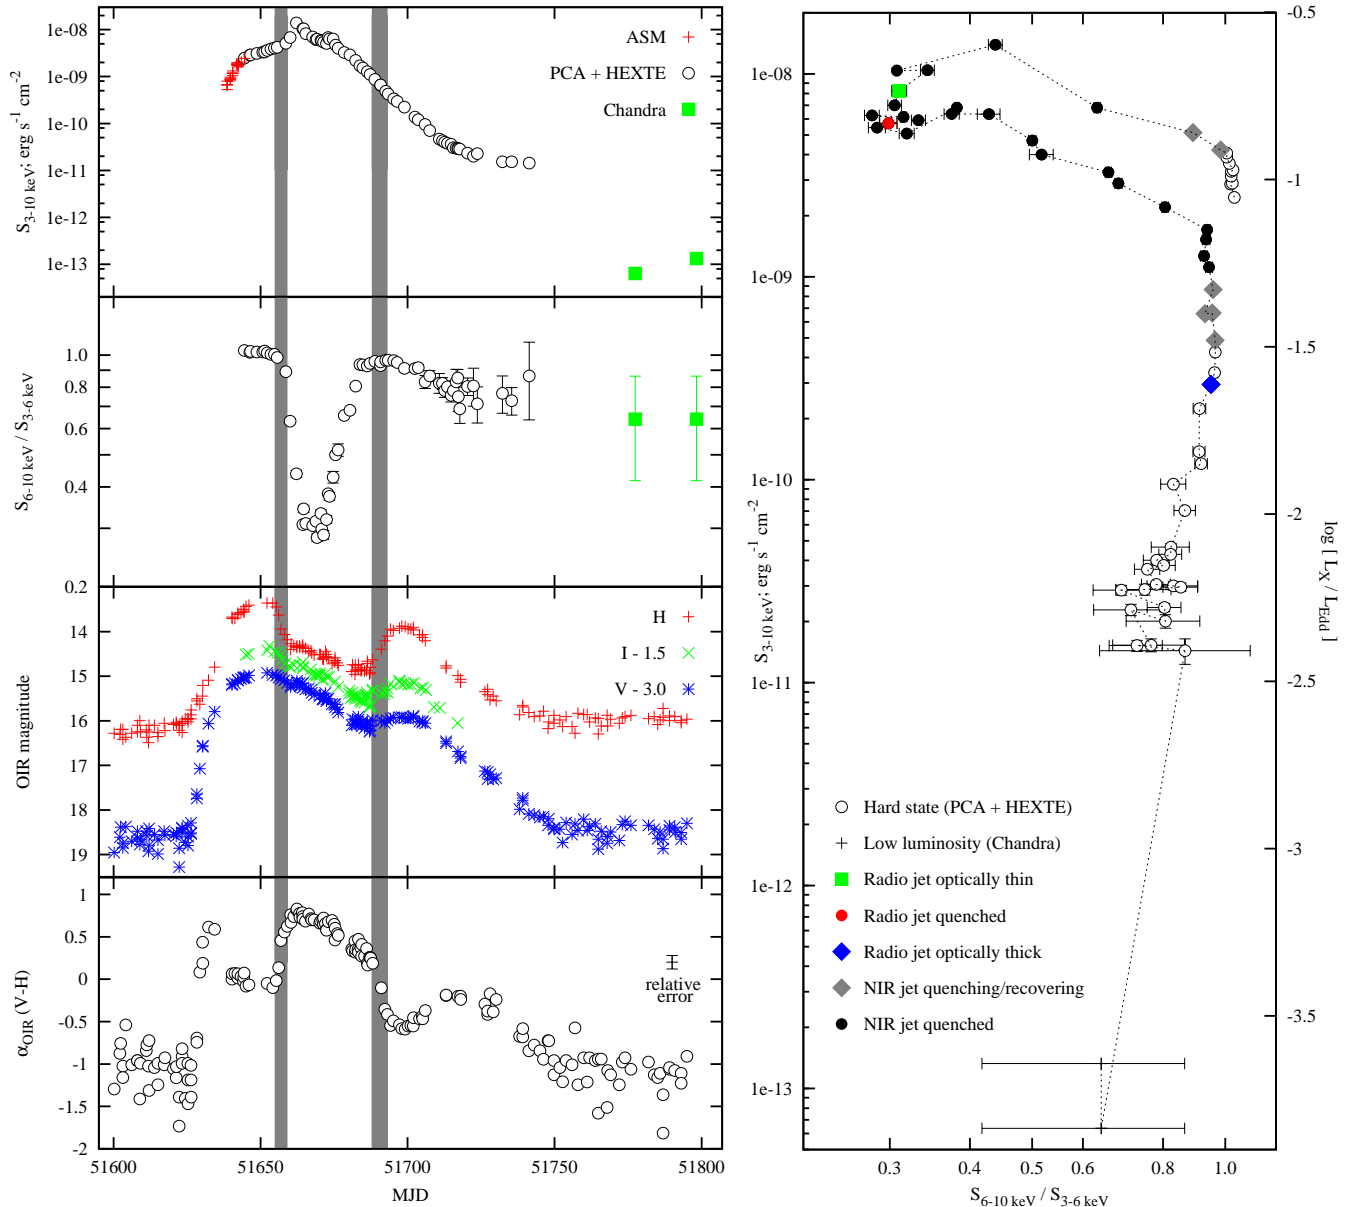 1e-08
1e-09
1e-10
1e-11
1e-12
1e-13
S3-10 keV; erg s-1 cm-2
ASM
PCA + HEXTE
Chandra
1.0
0.8
0.6
0.4
0.2
S6-10 keV / S3-6 keV
14
15
16
17
18
19
OIR magnitude
H
I - 1.5
V - 3.0
1
0.5
0
-0.5
-1
-1.5
-2
αOIR (V-H)
relative
error
51600
51650
51700
51750
51800
MJD
1e-08
1e-09
1e-10
1e-11
1e-12
1e-13
S3-10 keV; erg s-1 cm-2
Hard state (PCA + HEXTE)
Low luminosity (Chandra)
Radio jet optically thin
Radio jet quenched
Radio jet optically thick
NIR jet quenching/recovering
NIR jet quenched
0.3
0.4
0.5
0.6
0.8
1.0
S6-10 keV / S3-6 keV
-0.5
-1
-1.5
-2
-2.5
-3
-3.5
log [ LX / LEdd ]